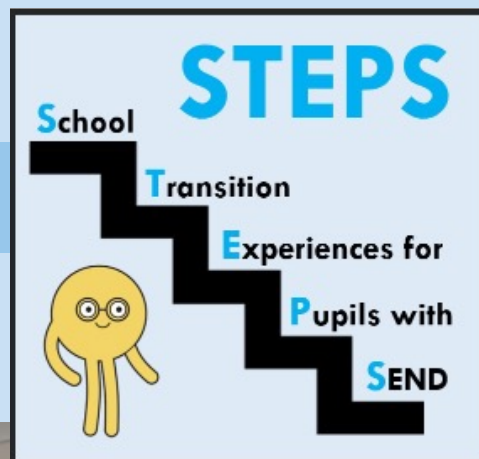 STEPS
School
Transition
Experiences for
Pupils with
SEND